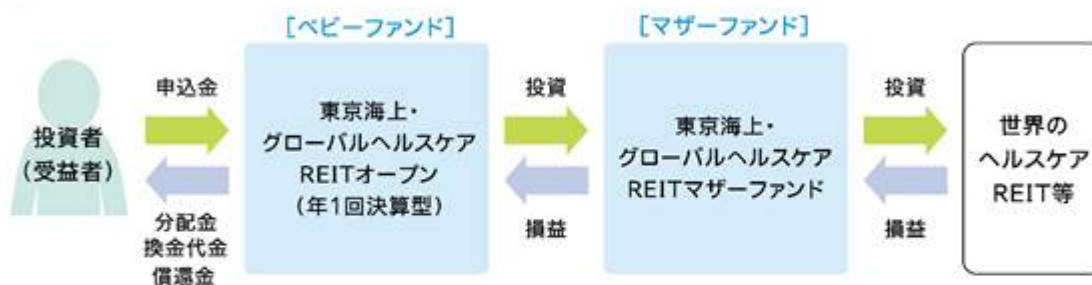 [ベビーファンド]
[マザーファンド]
投資者
(受益者)
申込金
分配金
換金代金
償還金
東京海上・
グローバルヘルスケア
REITオープン
(年1回決算型)
投資
損益
東京海上・
グローバルヘルスケア
REITマザーファンド
投資
損益
世界の
ヘルスケア
REIT等